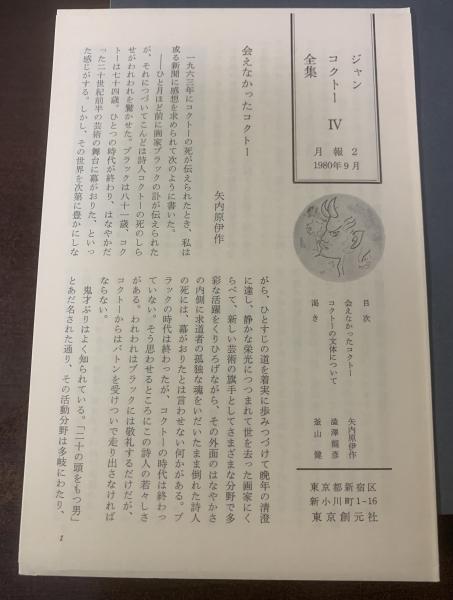 ジャン
コクトー Ⅳ
全集
月報2
1980年9月
目次
会えなかったコクトー 矢内原伊作
コクトーの文体について 澁澤龍彦
渇き 釜山健
東京都新宿区
新小川町1-16
東京創元社
会えなかったコクトー
矢内原伊作
一九六三年にコクトーの死が伝えられたとき、私は
或る新聞に感想を求められて次のように書いた。
――ひと月ほど前に画家ブラックの訃が伝えられた
が、それにつづいてこんどは詩人コクトーの死のしら
せがわれわれを驚かせた。ブラックは八十一歳、コク
トーは七十四歳。ひとつの時代が終わり、はなやかだ
った二十世紀前半の芸術の舞台に幕がおりた、といっ
た感じがする。しかし、その世界を次第に豊かにしな
がら、ひとすじの道を着実に歩みつづけて晩年の清澄
に達し、静かな栄光につつまれて世を去った画家にく
らべて、新しい芸術の旗手としてさまざまな分野で多
彩な活躍をくりひろげながら、その外面のはなやかさ
の内側に求道者の孤独な魂をいだいたまま倒れた詩人
の死には、幕がおりたとは言わせない何かがある。ブ
ラックの時代は終わったが、コクトーの時代は終わっ
ていない。そう思わせるところにこの詩人の若々しさ
がある。われわれはブラックには敬礼するだけだが、
コクトーからはバトンを受けついで走り出さなければ
ならない。
鬼才ぶりはよく知られている。「二十の頭をもつ男」
とあだ名された通り、その活動分野は多岐にわたり、
1